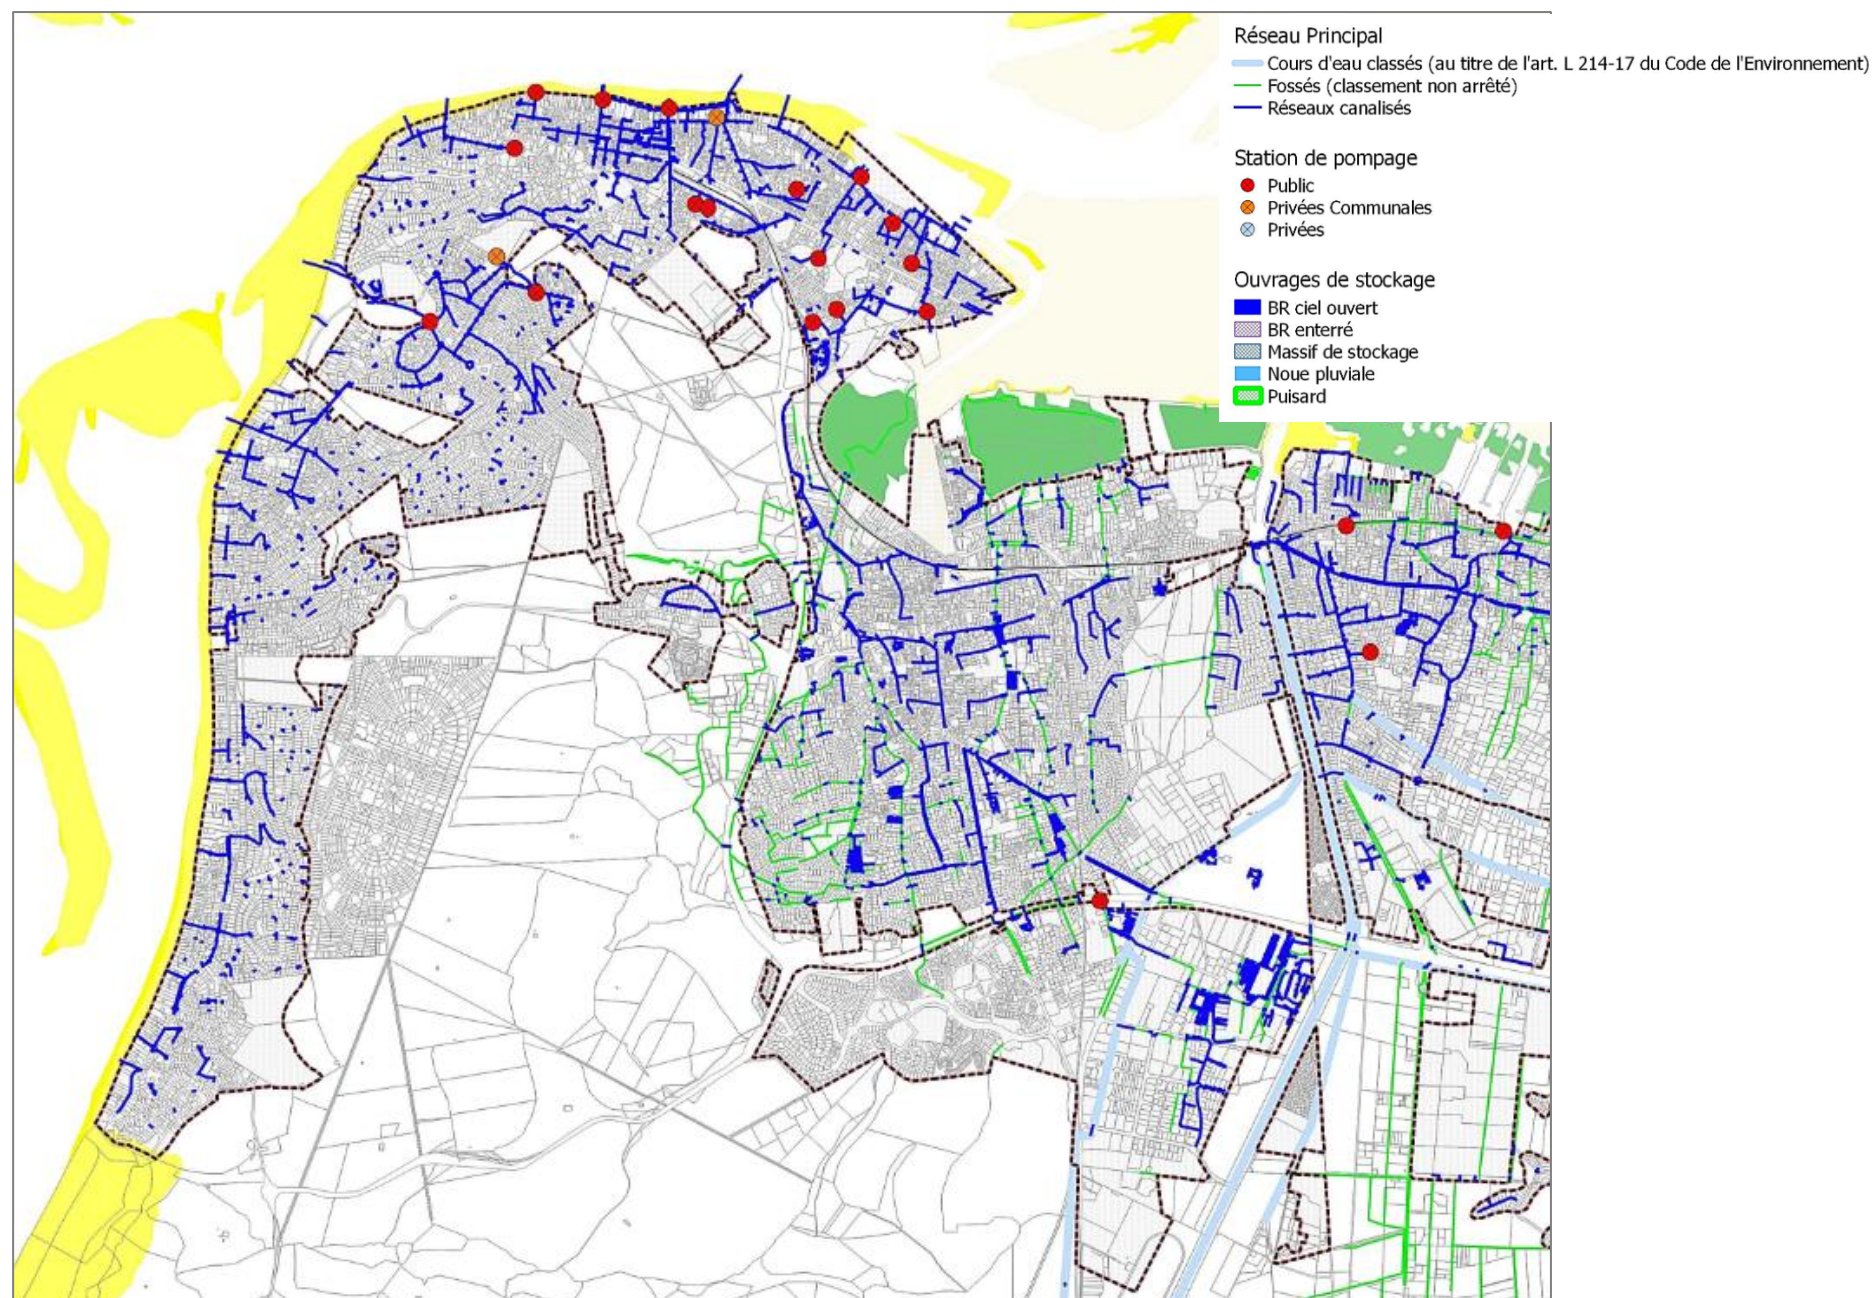 Réseau Principal
Cours d'eau classés (au titre de l'art. L 214-17 du Code de l'Environnement)
Fossés (classement non arrêté)
Réseaux canalisés
Station de pompage
Public
Privées Communales
Privées
Ouvrages de stockage
BR ciel ouvert
BR enterré
Massif de stockage
Noue pluviale
Puisard